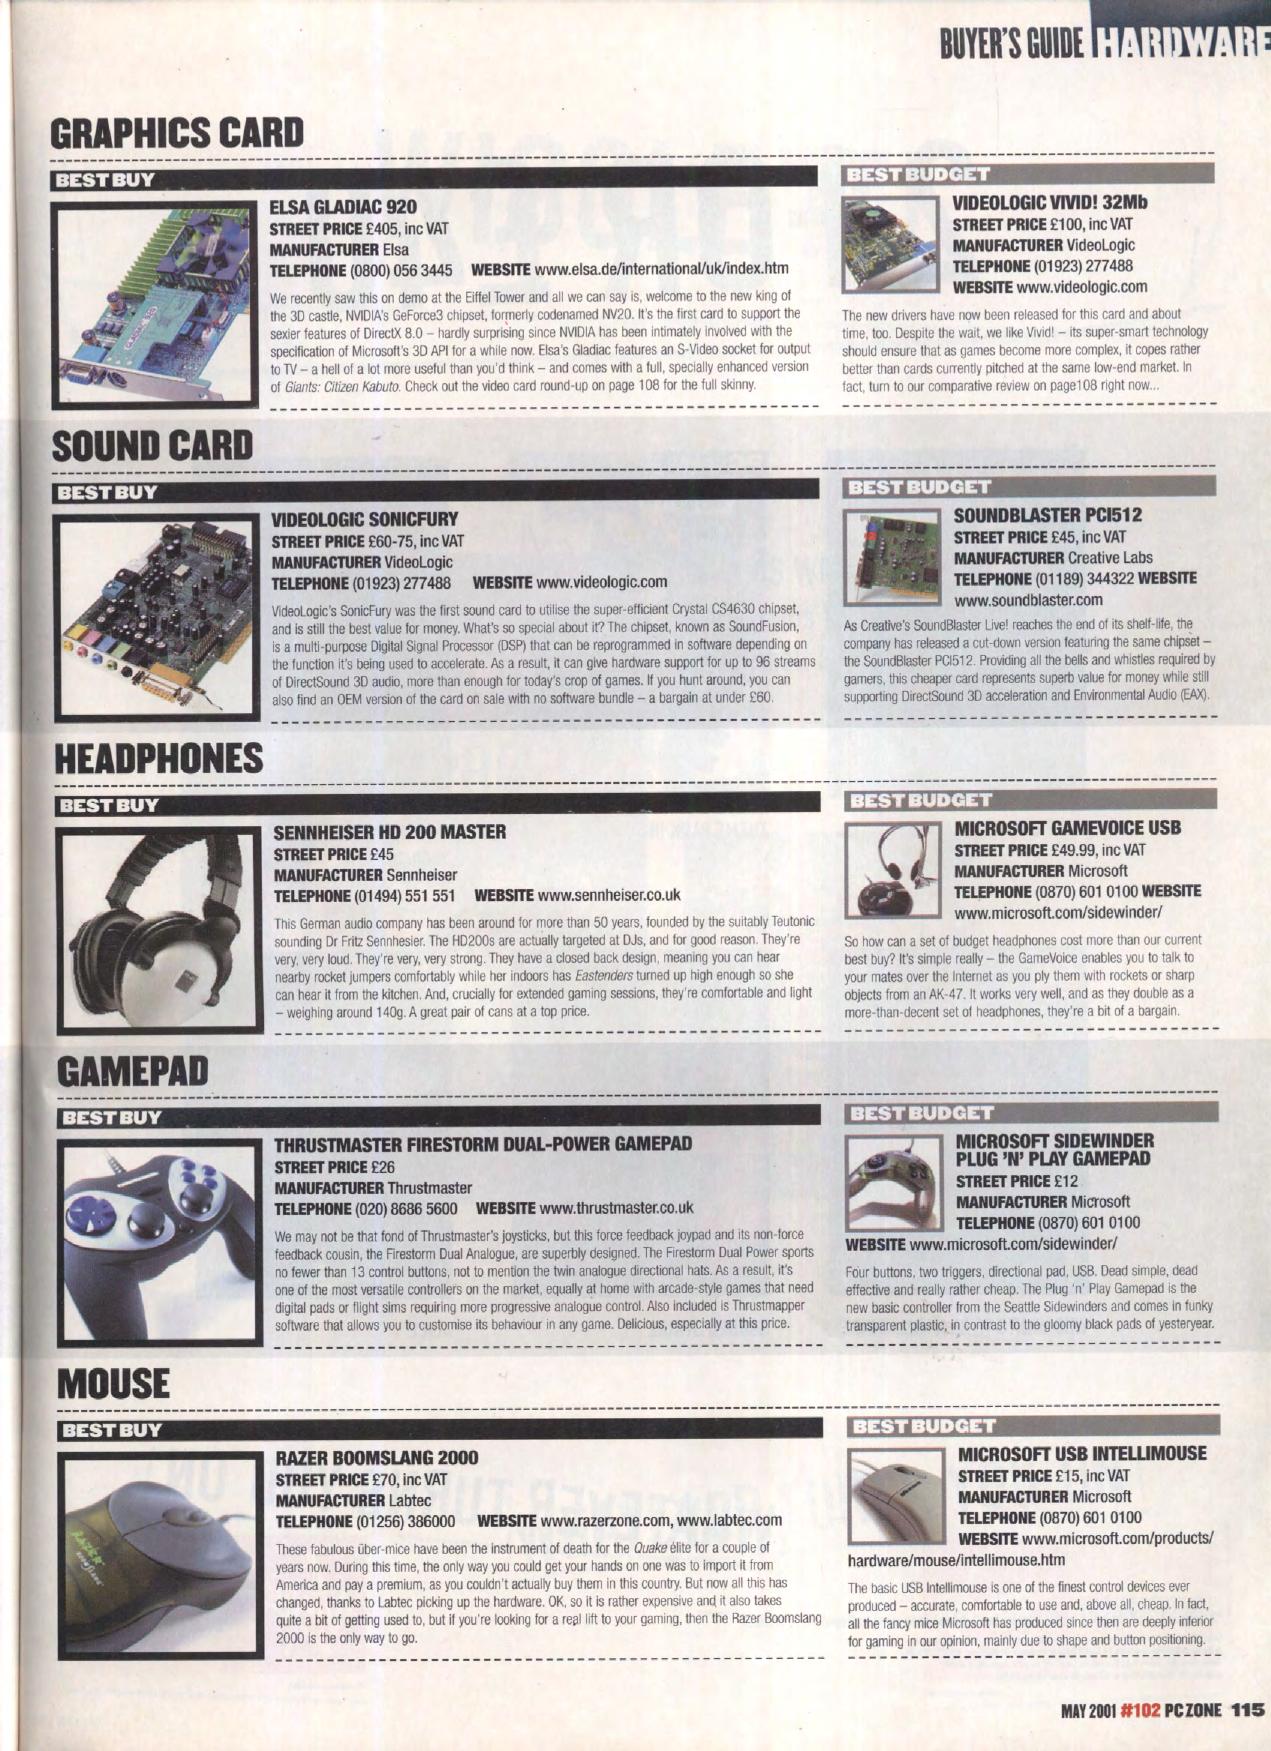 BUYER'S GUIDE HARDWARE
GRAPHICS CARD
BEST BUY
ELSA GLADIAC 920
STREET PRICE £405, inc VAT
MANUFACTURER Elsa
TELEPHONE (0800) 056 3445 WEBSITE www.elsa.de/international/uk/index.htm
We recently saw this on demo at the Eiffel Tower and all we can say is, welcome to the new king of
the 3D castle, NVIDIA's GeForce3 chipset, formerly codenamed NV20. It's the first card to support the
sexier features of DirectX 8.0 – hardly surprising since NVIDIA has been intimately involved with the
specification of Microsoft's 3D API for a while now. Elsa's Gladiac features an S-Video socket for output
to TV – a hell of a lot more useful than you'd think – and comes with a full, specially enhanced version
of Giants: Citizen Kabuto. Check out the video card round-up on page 108 for the full skinny.
BEST BUDGET
VIDEOLOGIC VIVID! 32Mb
STREET PRICE £100, inc VAT
MANUFACTURER VideoLogic
TELEPHONE (01923) 277488
WEBSITE www.videologic.com
The new drivers have now been released for this card and about
time, too. Despite the wait, we like Vivid! – its super-smart technology
should ensure that as games become more complex, it copes rather
better than cards currently pitched at the same low-end market. In
fact, turn to our comparative review on page108 right now...
SOUND CARD
BEST BUY
VIDEOLOGIC SONICFURY
STREET PRICE £60-75, inc VAT
MANUFACTURER VideoLogic
TELEPHONE (01923) 277488 WEBSITE www.videologic.com
VideoLogic's SonicFury was the first sound card to utilise the super-efficient Crystal CS4630 chipset,
and is still the best value for money. What's so special about it? The chipset, known as SoundFusion,
is a multi-purpose Digital Signal Processor (DSP) that can be reprogrammed in software depending on
the function it's being used to accelerate. As a result, it can give hardware support for up to 96 streams
of DirectSound 3D audio, more than enough for today's crop of games. If you hunt around, you can
also find an OEM version of the card on sale with no software bundle – a bargain at under £60.
BEST BUDGET
SOUNDBLASTER PCI512
STREET PRICE £45, inc VAT
MANUFACTURER Creative Labs
TELEPHONE (01189) 344322 WEBSITE
www.soundblaster.com
As Creative's SoundBlaster Live! reaches the end of its shelf-life, the
company has released a cut-down version featuring the same chipset –
the SoundBlaster PCI512. Providing all the bells and whistles required by
gamers, this cheaper card represents superb value for money while still
supporting DirectSound 3D acceleration and Environmental Audio (EAX).
HEADPHONES
BEST BUY
SENNHEISER HD 200 MASTER
STREET PRICE £45
MANUFACTURER Sennheiser
TELEPHONE (01494) 551 551 WEBSITE www.sennheiser.co.uk
This German audio company has been around for more than 50 years, founded by the suitably Teutonic
sounding Dr Fritz Sennhesier. The HD200s are actually targeted at DJs, and for good reason. They're
very, very loud. They're very, very strong. They have a closed back design, meaning you can hear
nearby rocket jumpers comfortably while her indoors has Eastenders turned up high enough so she
can hear it from the kitchen. And, crucially for extended gaming sessions, they're comfortable and light
– weighing around 140g. A great pair of cans at a top price.
BEST BUDGET
MICROSOFT GAMEVOICE USB
STREET PRICE £49.99, inc VAT
MANUFACTURER Microsoft
TELEPHONE (0870) 601 0100 WEBSITE
www.microsoft.com/sidewinder/
So how can a set of budget headphones cost more than our current
best buy? It's simple really – the GameVoice enables you to talk to
your mates over the Internet as you ply them with rockets or sharp
objects from an AK-47. It works very well, and as they double as a
more-than-decent set of headphones, they're a bit of a bargain.
GAMEPAD
BEST BUY
THRUSTMASTER FIRESTORM DUAL-POWER GAMEPAD
STREET PRICE £26
MANUFACTURER Thrustmaster
TELEPHONE (020) 8686 5600 WEBSITE www.thrustmaster.co.uk
We may not be that fond of Thrustmaster's joysticks, but this force feedback joypad and its non-force
feedback cousin, the Firestorm Dual Analogue, are superbly designed. The Firestorm Dual Power sports
no fewer than 13 control buttons, not to mention the twin analogue directional hats. As a result, it's
one of the most versatile controllers on the market, equally at home with arcade-style games that need
digital pads or flight sims requiring more progressive analogue control. Also included is Thrustmapper
software that allows you to customise its behaviour in any game. Delicious, especially at this price.
BEST BUDGET
MICROSOFT SIDEWINDER
PLUG 'N' PLAY GAMEPAD
STREET PRICE £12
MANUFACTURER Microsoft
TELEPHONE (0870) 601 0100
WEBSITE www.microsoft.com/sidewinder/
Four buttons, two triggers, directional pad, USB. Dead simple, dead
effective and really rather cheap. The Plug 'n' Play Gamepad is the
new basic controller from the Seattle Sidewinders and comes in funky
transparent plastic, in contrast to the gloomy black pads of yesteryear.
MOUSE
BEST BUY
RAZER BOOMSLANG 2000
STREET PRICE £70, inc VAT
MANUFACTURER Labtec
TELEPHONE (01256) 386000 WEBSITE www.razerzone.com, www.labtec.com
These fabulous über-mice have been the instrument of death for the Quake élite for a couple of
years now. During this time, the only way you could get your hands on one was to import it from
America and pay a premium, as you couldn't actually buy them in this country. But now all this has
changed, thanks to Labtec picking up the hardware. OK, so it is rather expensive and it also takes
quite a bit of getting used to, but if you're looking for a real lift to your gaming, then the Razer Boomslang
2000 is the only way to go.
BEST BUDGET
MICROSOFT USB INTELLIMOUSE
STREET PRICE £15, inc VAT
MANUFACTURER Microsoft
TELEPHONE (0870) 601 0100
WEBSITE www.microsoft.com/products/
hardware/mouse/intellimouse.htm
The basic USB Intellimouse is one of the finest control devices ever
produced – accurate, comfortable to use and, above all, cheap. In fact,
all the fancy mice Microsoft has produced since then are deeply inferior
for gaming in our opinion, mainly due to shape and button positioning.
MAY 2001 #102 PC ZONE 115